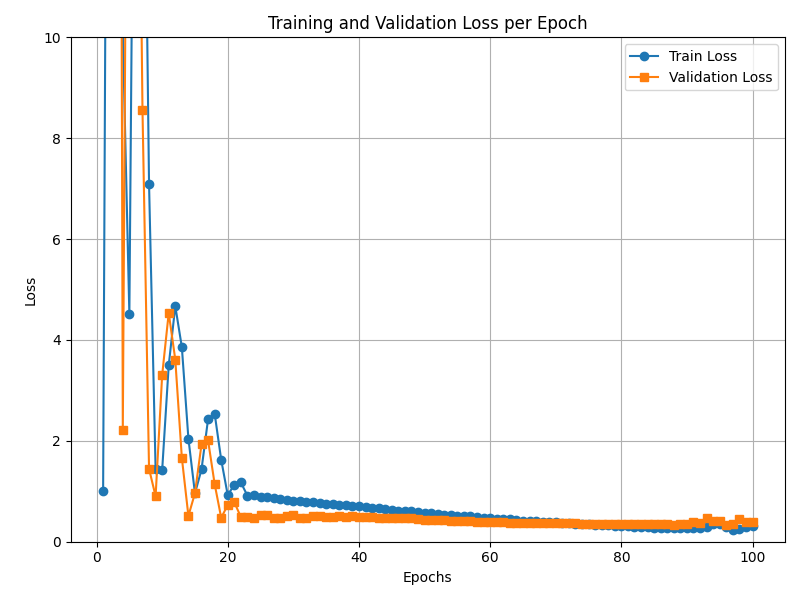 Training and Validation Loss per Epoch
Train Loss
Validation Loss
Loss
10
8
6
4
2
0
0 20 40 60 80 100
Epochs